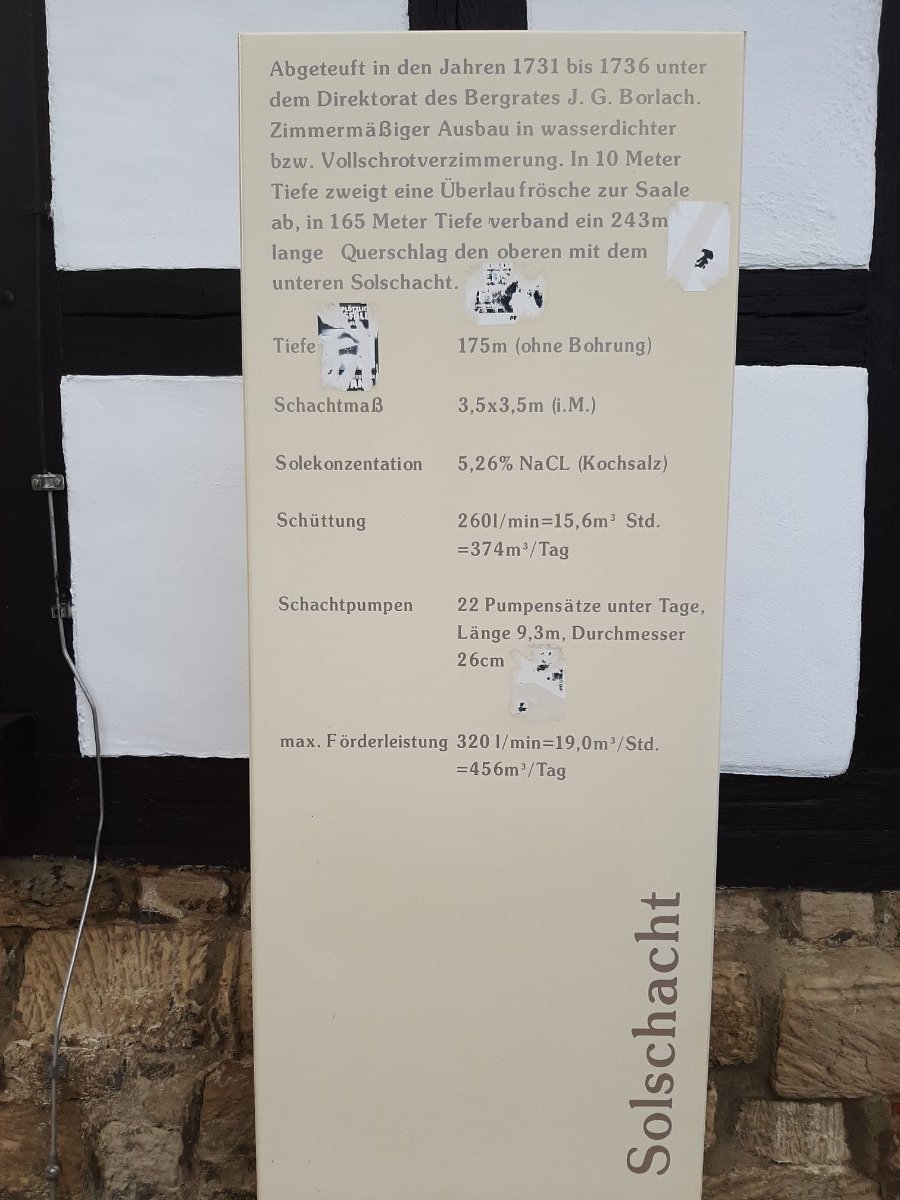 Abgeteuft in den Jahren 1731 bis 1736 unter
dem Direktorat des Bergrates J. G. Borlach.
Zimmermäßiger Ausbau in wasserdichter
bzw. Vollschrotverzimmerung. In 10 Meter
Tiefe zweigt eine Überlaufrösche zur Saale
ab, in 165 Meter Tiefe verband ein 243m
lange Querschlag den oberen mit dem
unteren Solschacht.
Tiefe 175m (ohne Bohrung)
Schachtmaß 3,5x3,5m (i.M.)
Solekonzentation 5,26% NaCL (Kochsalz)
Schüttung 260l/min=15,6m³ Std.
=374m³/Tag
Schachtpumpen 22 Pumpensätze unter Tage,
Länge 9,3m, Durchmesser
26cm
max. Förderleistung 320 l/min=19,0m³/Std.
=456m³/Tag
Solschacht